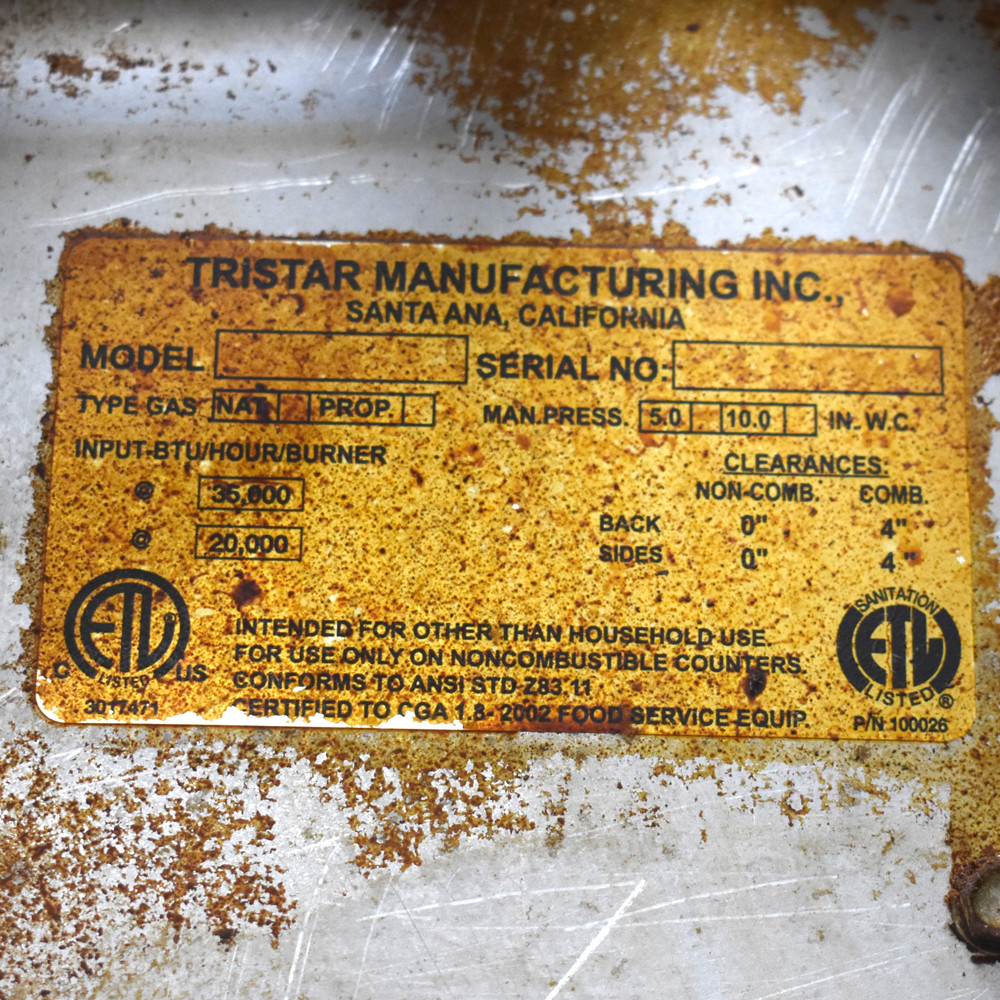 TRISTAR MANUFACTURING INC.,
SANTA ANA, CALIFORNIA
MODEL SERIAL NO:
TYPE GAS NAT PROP. MAN.PRESS. 5.0 10.0 IN. W.C.
INPUT-BTU/HOUR/BURNER
CLEARANCES:
NON-COMB. COMB.
@ 35,000
BACK 0" 4"
@ 20,000
SIDES 0" 4"
SANITATION
ETL
LISTED
®
ETL
®
C US
LISTED
3017471
INTENDED FOR OTHER THAN HOUSEHOLD USE.
FOR USE ONLY ON NONCOMBUSTIBLE COUNTERS.
CONFORMS TO ANSI STD Z83.11
CERTIFIED TO CGA 1.8- 2002 FOOD SERVICE EQUIP.
P/N 100026